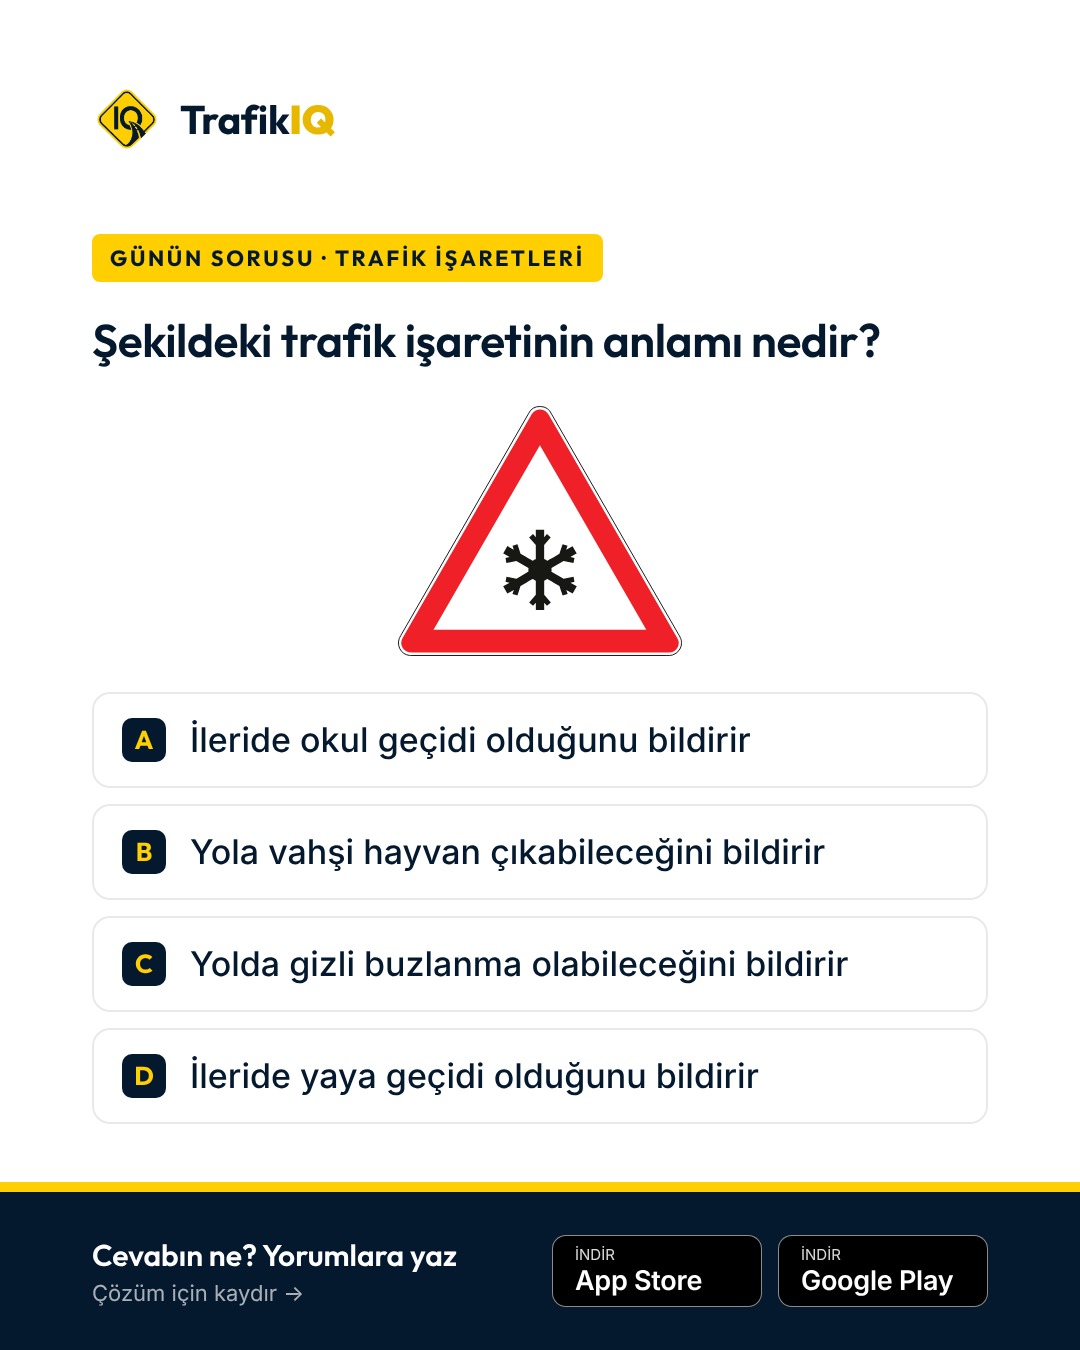 IQ
TrafikIQ
GÜNÜN SORUSU · TRAFİK İŞARETLERİ
Şekildeki trafik işaretinin anlamı nedir?
A İleride okul geçidi olduğunu bildirir
B Yola vahşi hayvan çıkabileceğini bildirir
C Yolda gizli buzlanma olabileceğini bildirir
D İleride yaya geçidi olduğunu bildirir
Cevabın ne? Yorumlara yaz
Çözüm için kaydır →
İNDİR
App Store
İNDİR
Google Play